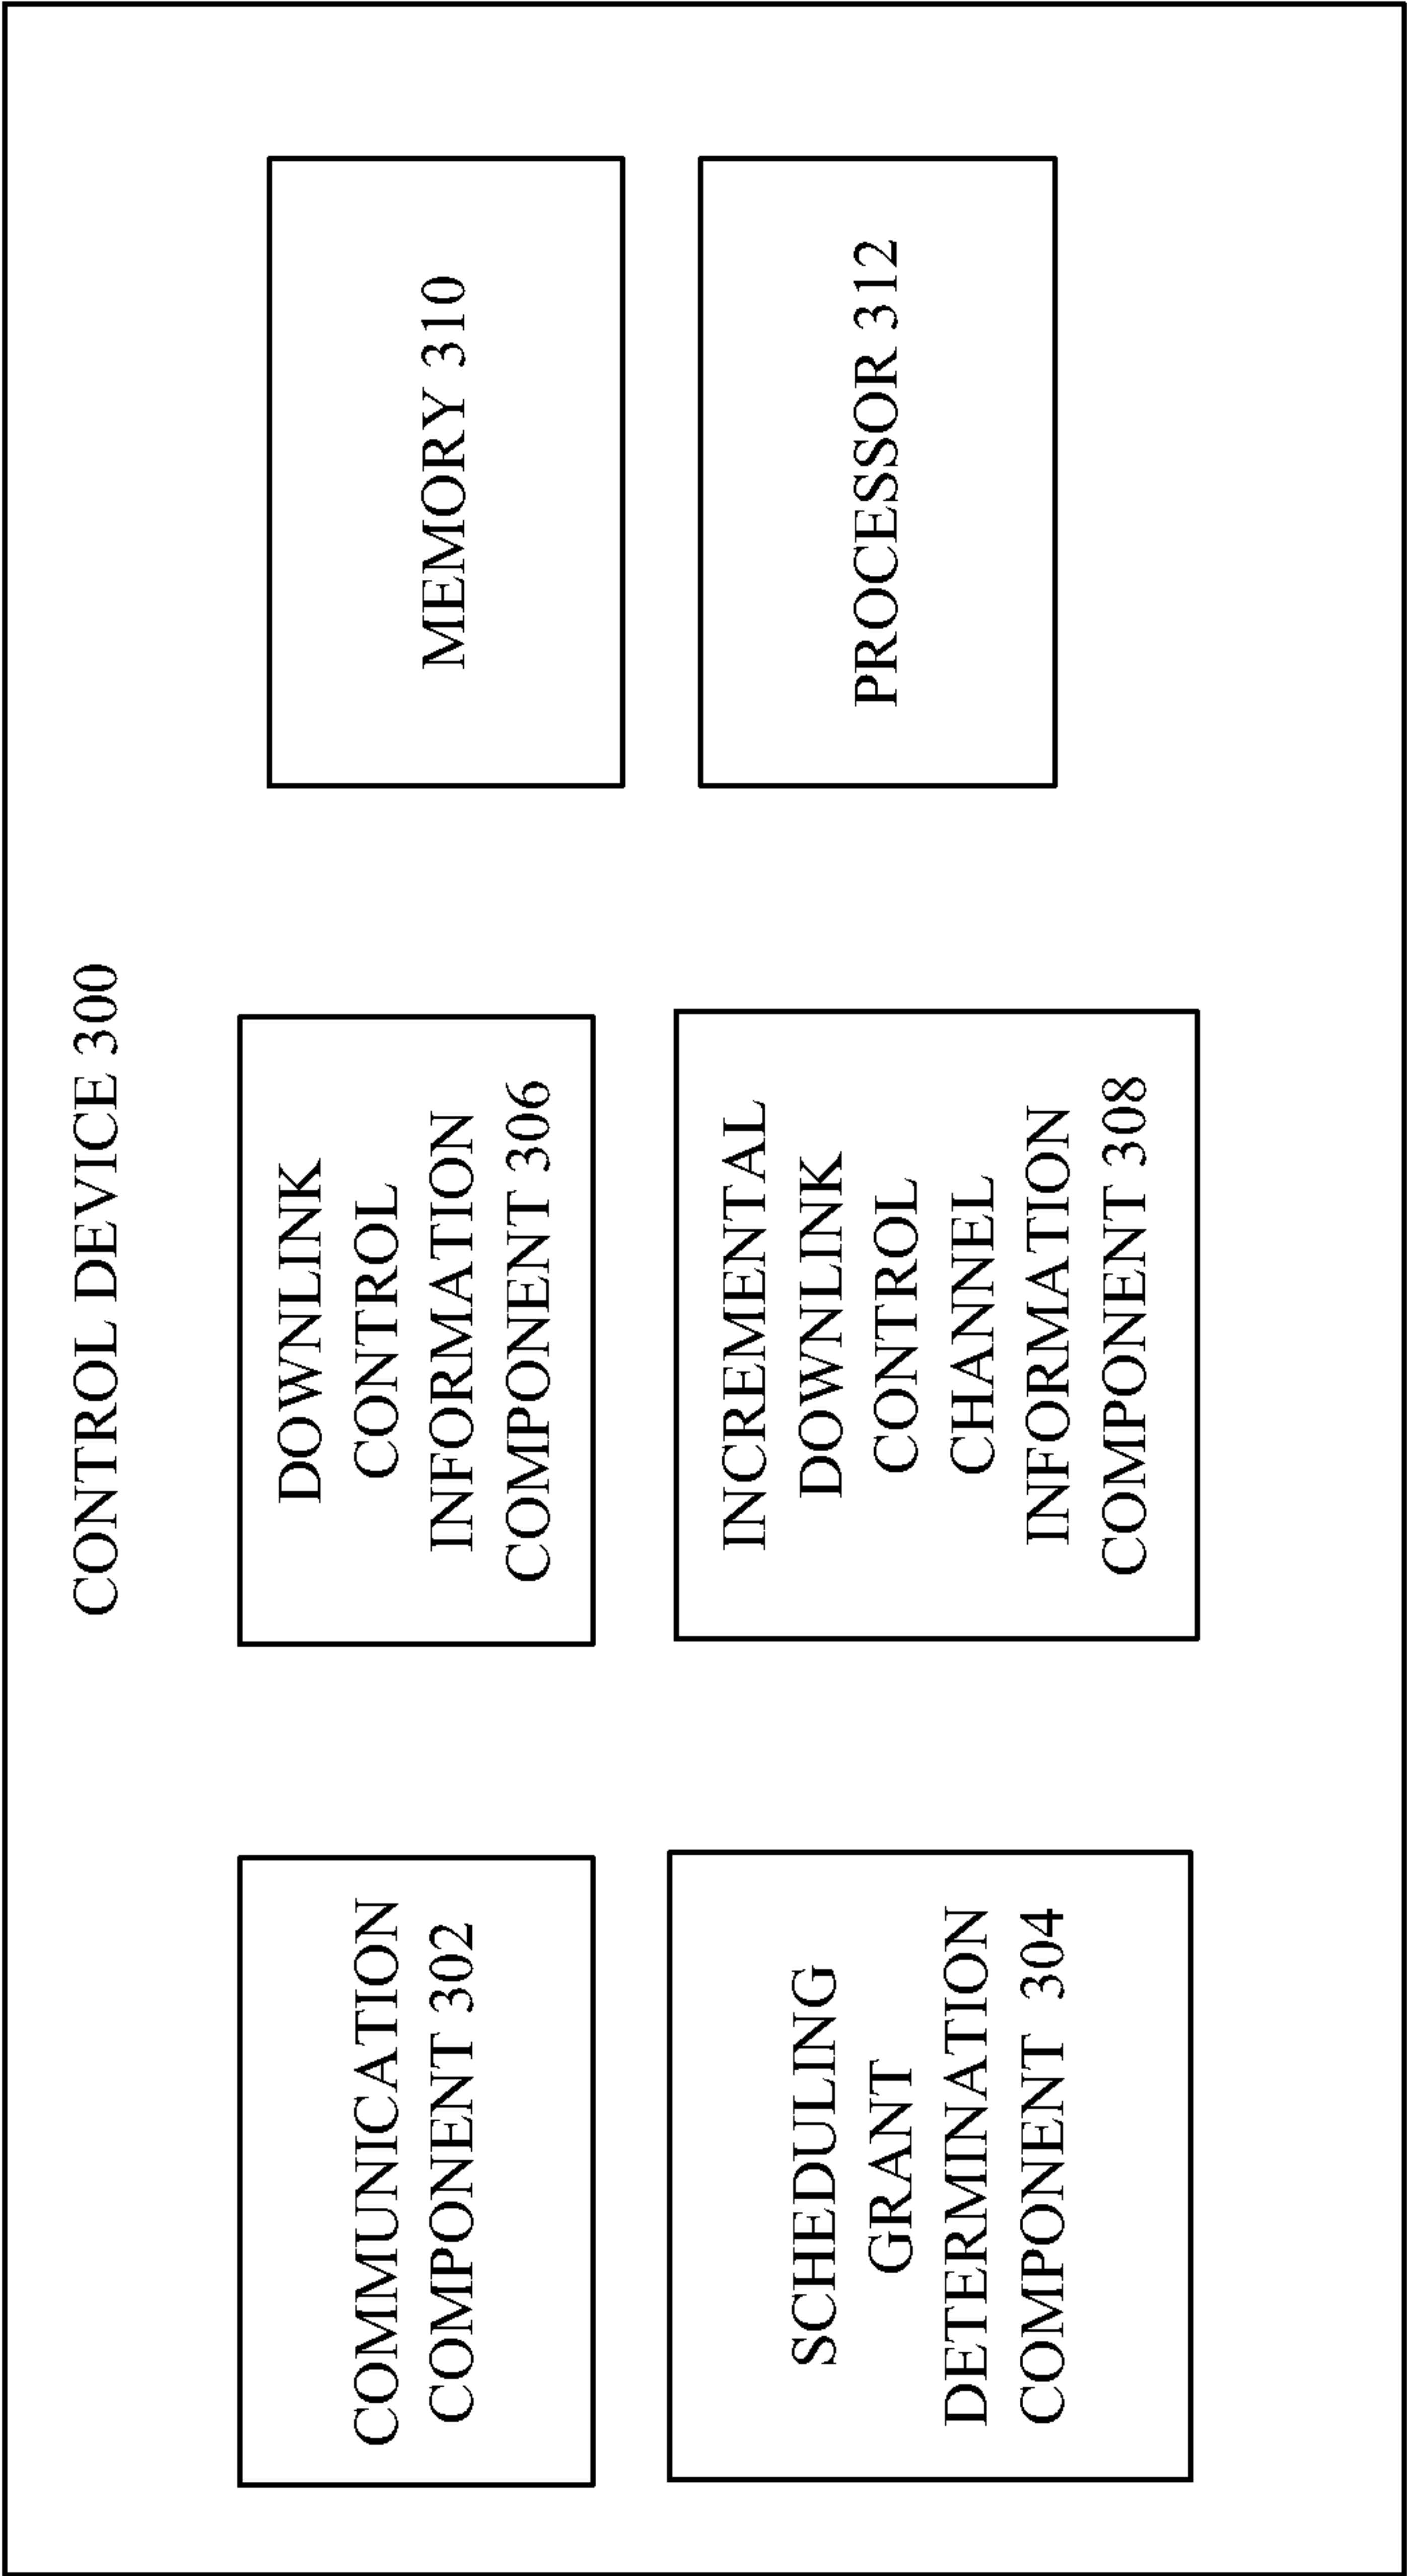 CONTROL DEVICE 300
COMMUNICATION
COMPONENT 302
DOWNLINK
CONTROL
INFORMATION
COMPONENT 306
MEMORY 310
SCHEDULING
GRANT
DETERMINATION
COMPONENT 304
INCREMENTAL
DOWNLINK
CONTROL
CHANNEL
INFORMATION
COMPONENT 308
PROCESSOR 312